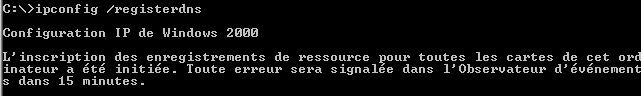 C:\>ipconfig /registerdns
Configuration IP de Windows 2000
L'inscription des enregistrements de ressource pour toutes les cartes de cet ord
inateur a été initiée. Toute erreur sera signalée dans l'Observateur d'événement
s dans 15 minutes.